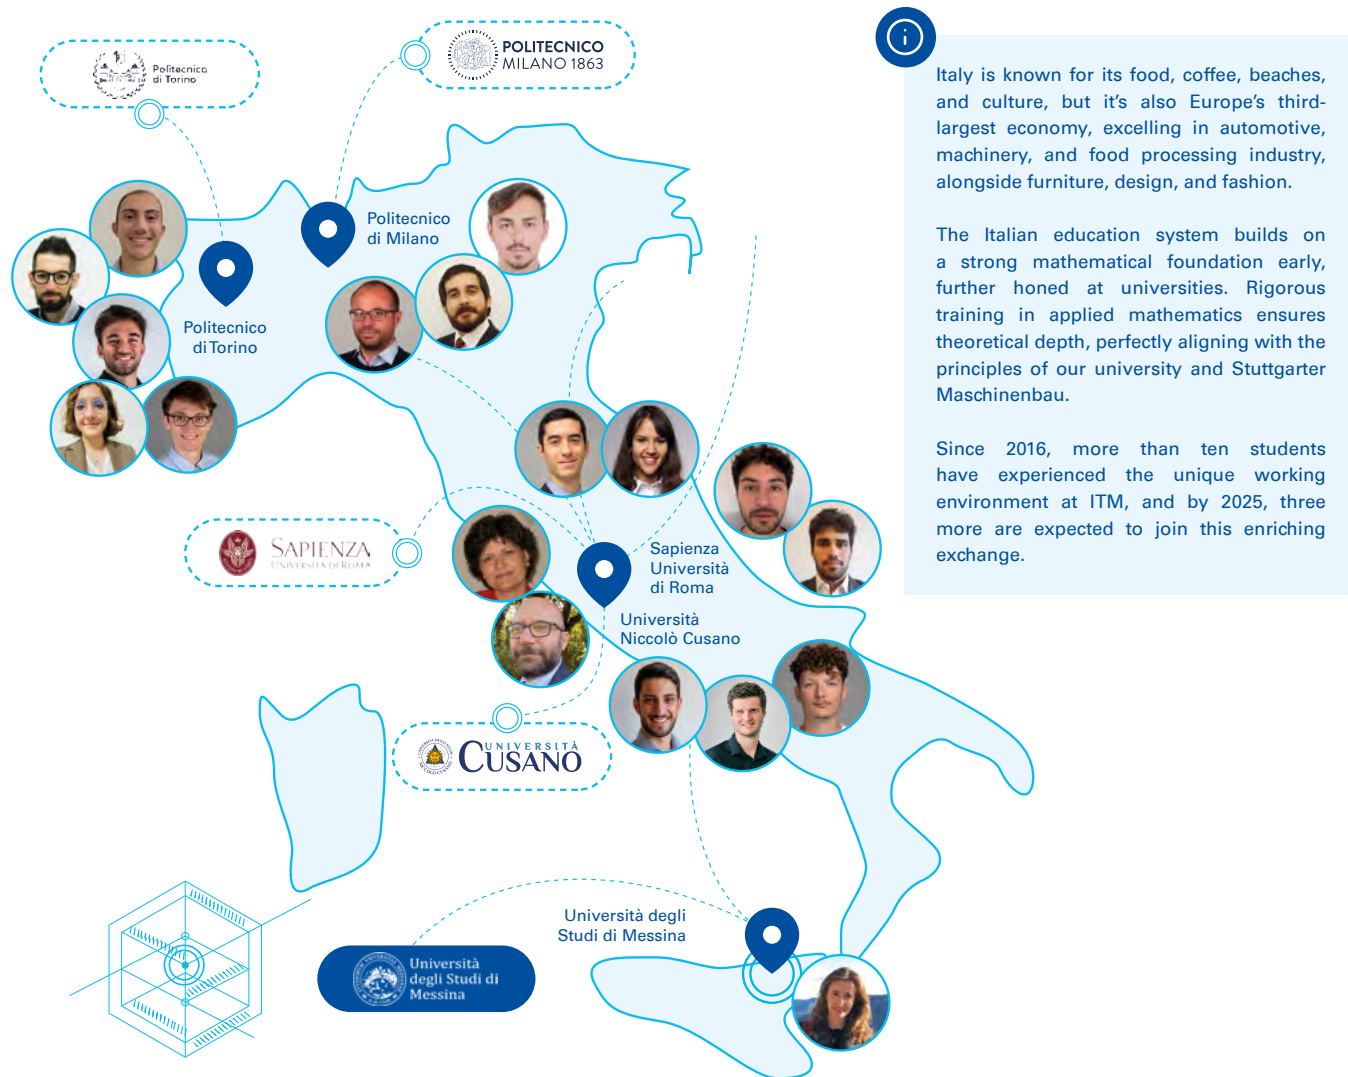 Politecnico
di Torino
POLITECNICO
MILANO 1863
Politecnico
di Milano
Politecnico
di Torino
SAPIENZA
UNIVERSITÀ DI ROMA
Sapienza
Università
di Roma
Università
Niccolò Cusano
UNIVERSITÀ
CUSANO
Università degli
Studi di Messina
Università
degli Studi di
Messina
Italy is known for its food, coffee, beaches,
and culture, but it’s also Europe’s third-
largest economy, excelling in automotive,
machinery, and food processing industry,
alongside furniture, design, and fashion.
The Italian education system builds on
a strong mathematical foundation early,
further honed at universities. Rigorous
training in applied mathematics ensures
theoretical depth, perfectly aligning with the
principles of our university and Stuttgarter
Maschinenbau.
Since 2016, more than ten students
have experienced the unique working
environment at ITM, and by 2025, three
more are expected to join this enriching
exchange.